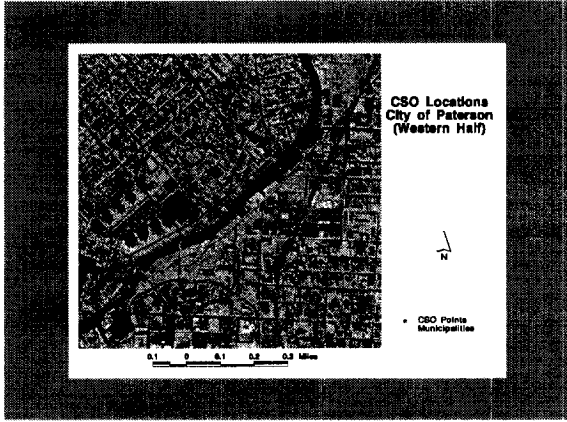 CSO Locations
City of Paterson
(Western Half)
N
CSO Points
Municipalities
0.1 0 0.1 0.2 0.3 Miles